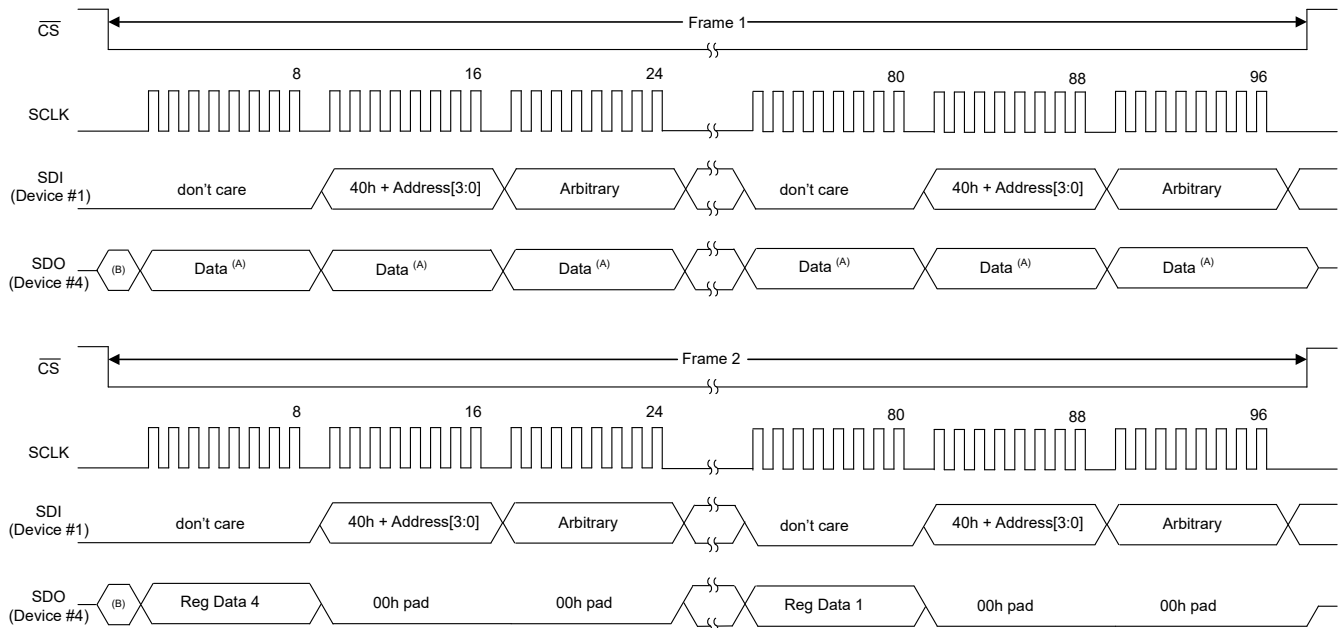 CS
Frame 1
8 16 24 80 88 96
SCLK
SDI
(Device #1)
don't care 40h + Address[3:0] Arbitrary don't care 40h + Address[3:0] Arbitrary
SDO
(Device #4)
(B) Data (A) Data (A) Data (A) Data (A) Data (A) Data (A)
CS
Frame 2
8 16 24 80 88 96
SCLK
SDI
(Device #1)
don't care 40h + Address[3:0] Arbitrary don't care 40h + Address[3:0] Arbitrary
SDO
(Device #4)
(B) Reg Data 4 00h pad 00h pad Reg Data 1 00h pad 00h pad